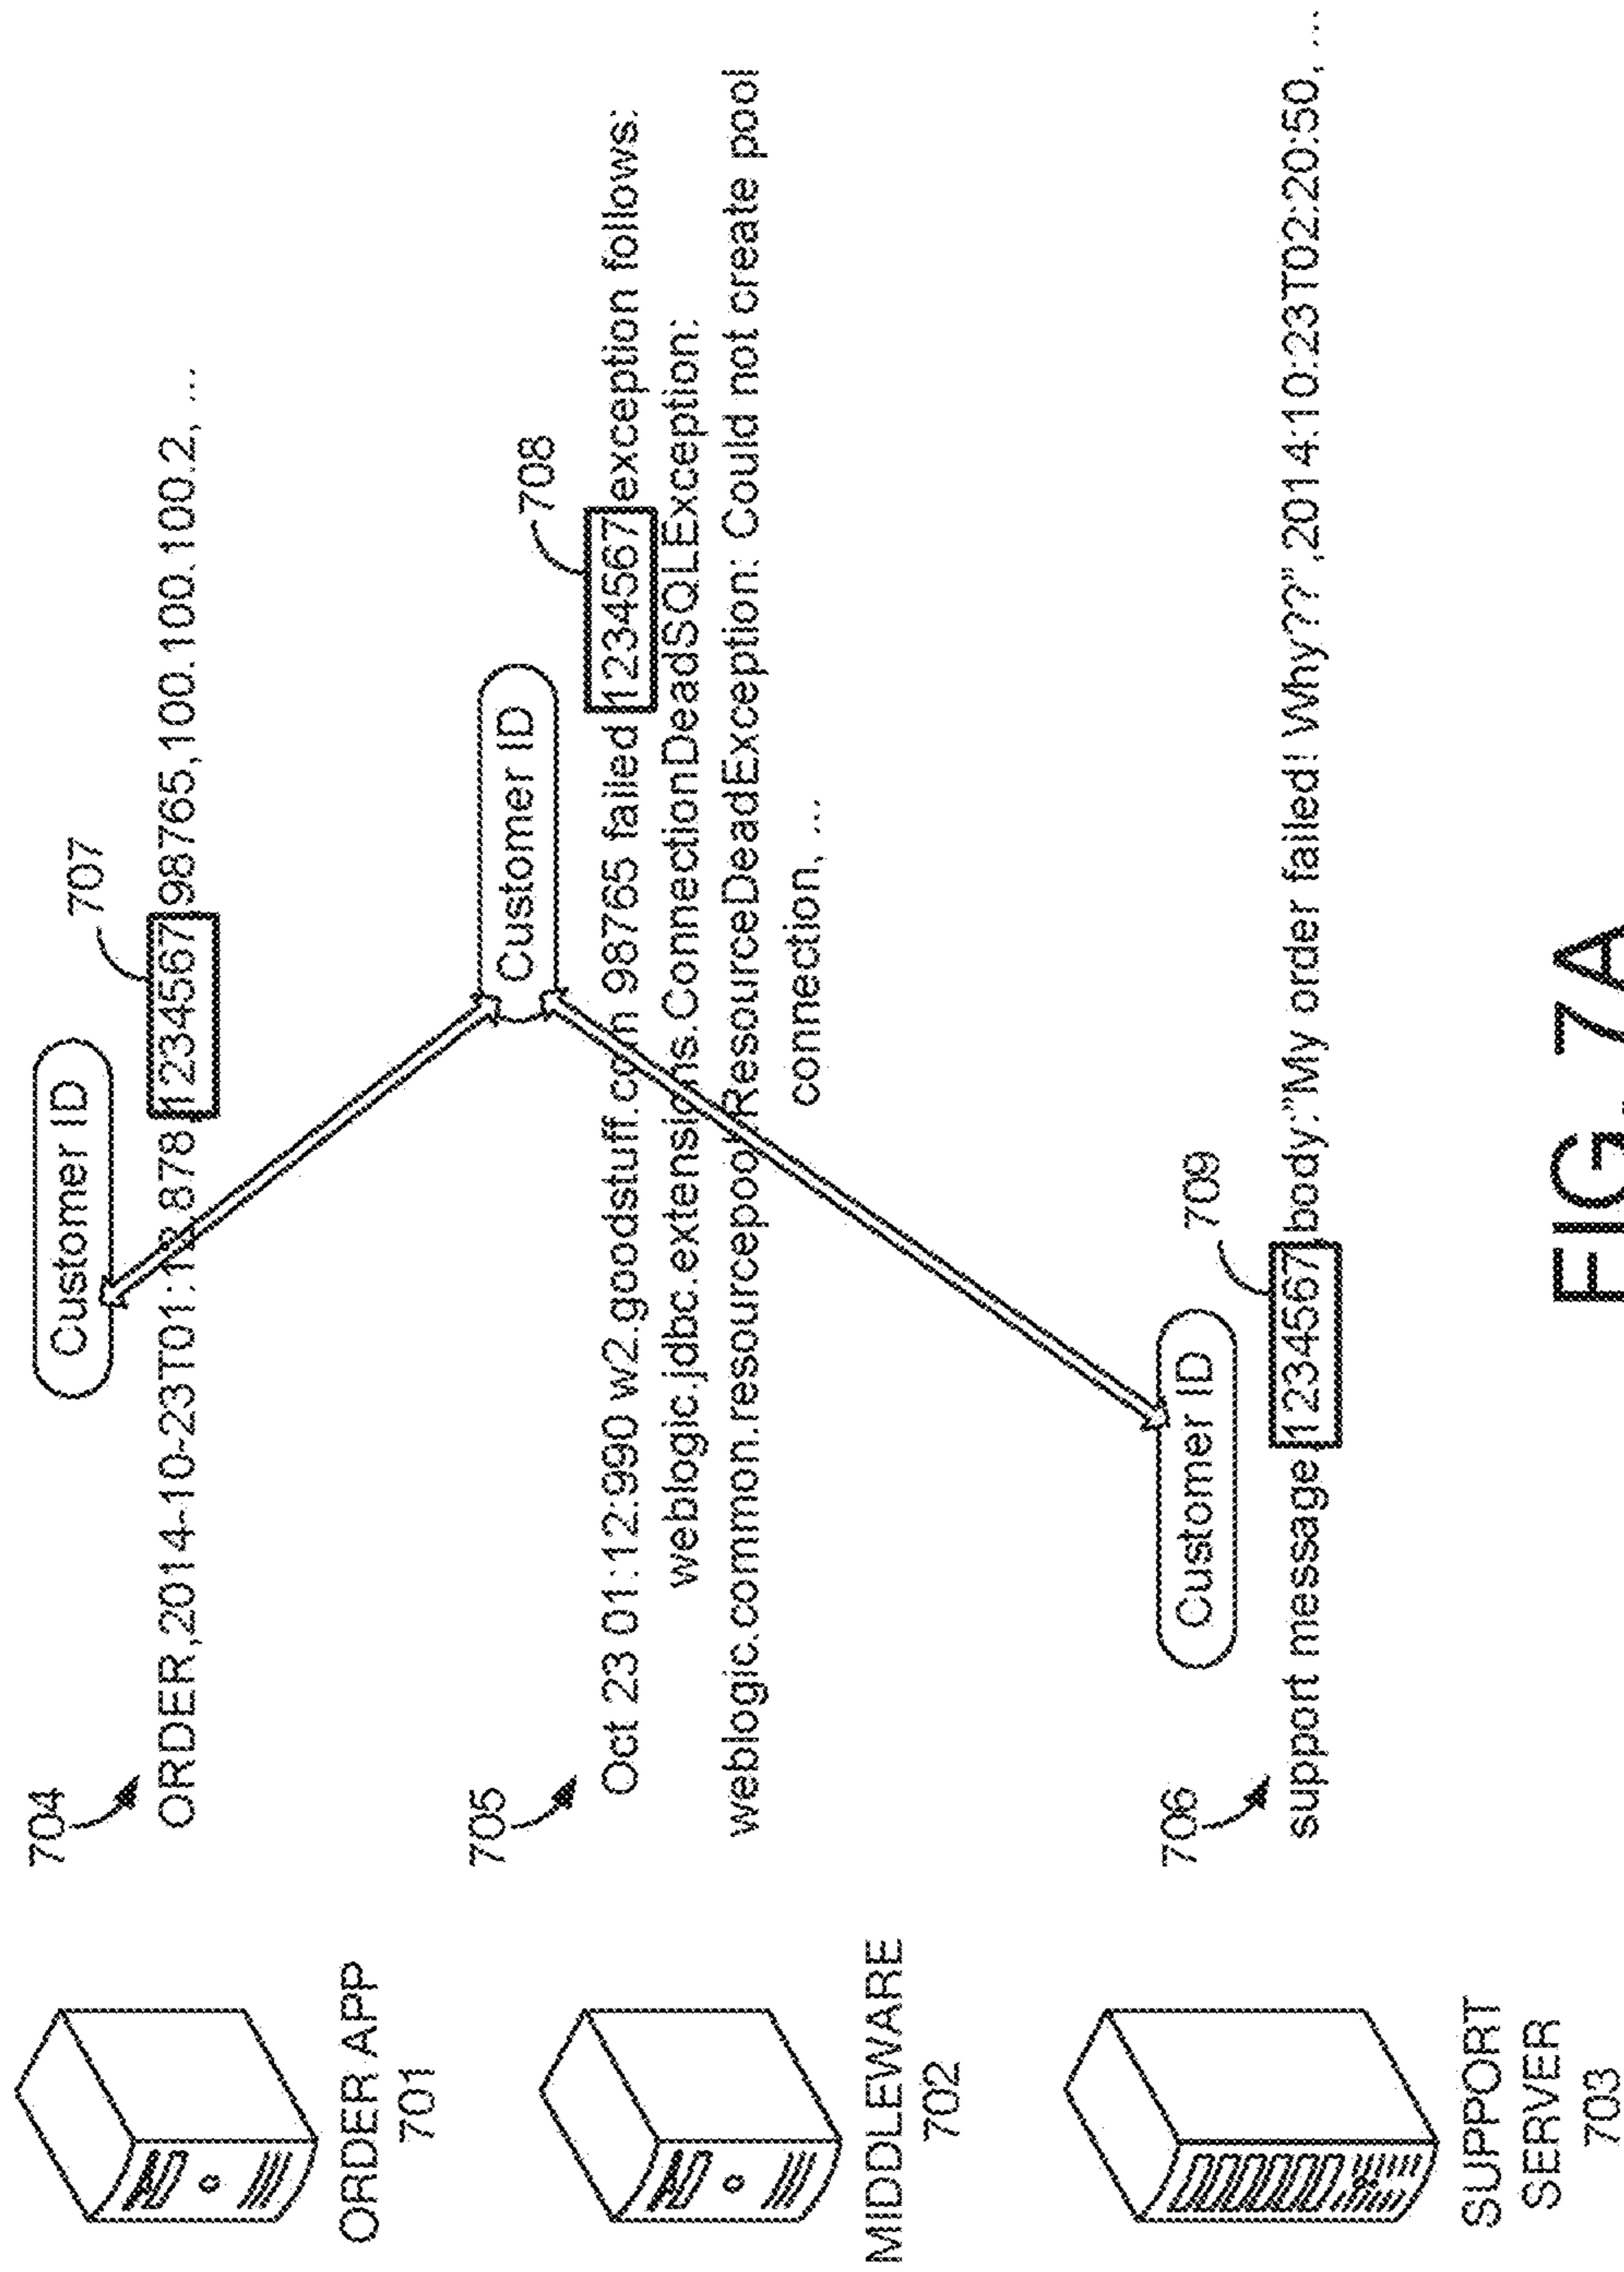 704
Customer ID
707
ORDER,2014-10-23T01:12.878,1234567,98765,100.100.100.2, ...
ORDER APP
701
705
Customer ID
708
Oct 23 01:12:990 w2.goodstuff.com 98765 failed 1234567 exception follows:
weblogic.jdbc.extensions.ConnectionDeadSQLException:
weblogic.common.resourcepool.ResourceDeadException: Could not create pool
connection, ...
MIDDLEWARE
702
706
Customer ID
709
support message,1234567,body:"My order failed! Why??",2014:10:23T02:20:50, ...
SUPPORT
SERVER
703
FIG. 7A